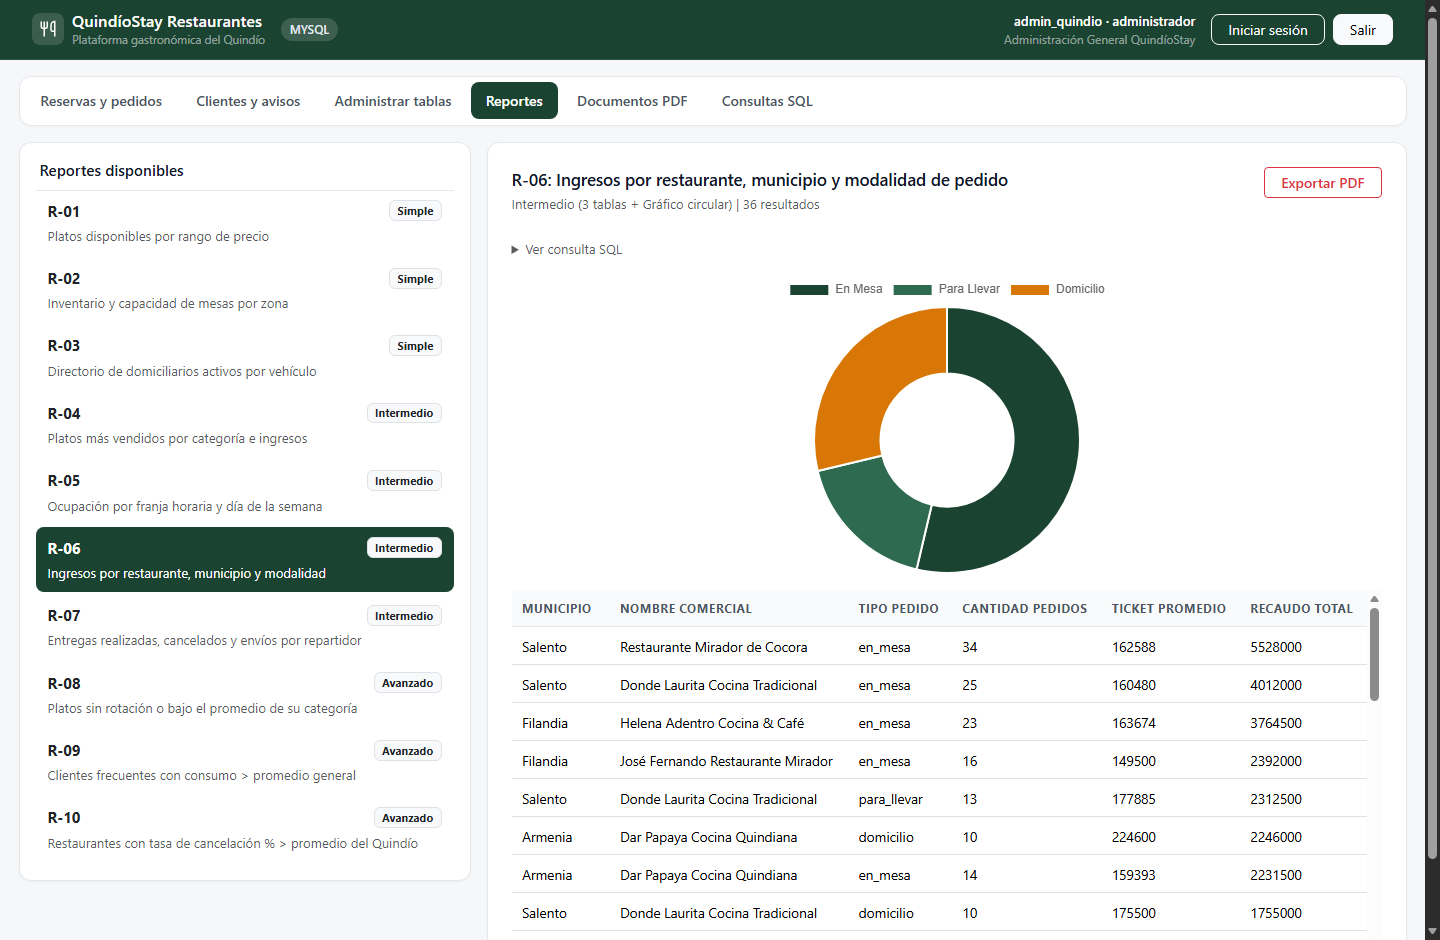 QuindíoStay Restaurantes
Plataforma gastronómica del Quindío
MYSQL
admin_quindio · administrador
Administración General QuindíoStay
Iniciar sesión
Salir
Reservas y pedidos
Clientes y avisos
Administrar tablas
Reportes
Documentos PDF
Consultas SQL
Reportes disponibles
R-01 Simple
Platos disponibles por rango de precio
R-02 Simple
Inventario y capacidad de mesas por zona
R-03 Simple
Directorio de domiciliarios activos por vehículo
R-04 Intermedio
Platos más vendidos por categoría e ingresos
R-05 Intermedio
Ocupación por franja horaria y día de la semana
R-06 Intermedio
Ingresos por restaurante, municipio y modalidad
R-07 Intermedio
Entregas realizadas, cancelados y envíos por repartidor
R-08 Avanzado
Platos sin rotación o bajo el promedio de su categoría
R-09 Avanzado
Clientes frecuentes con consumo > promedio general
R-10 Avanzado
Restaurantes con tasa de cancelación % > promedio del Quindío
R-06: Ingresos por restaurante, municipio y modalidad de pedido
Intermedio (3 tablas + Gráfico circular) | 36 resultados
Exportar PDF
Ver consulta SQL
En Mesa Para Llevar Domicilio
MUNICIPIO NOMBRE COMERCIAL TIPO PEDIDO CANTIDAD PEDIDOS TICKET PROMEDIO RECAUDO TOTAL
Salento Restaurante Mirador de Cocora en_mesa 34 162588 5528000
Salento Donde Laurita Cocina Tradicional en_mesa 25 160480 4012000
Filandia Helena Adentro Cocina & Café en_mesa 23 163674 3764500
Filandia José Fernando Restaurante Mirador en_mesa 16 149500 2392000
Salento Donde Laurita Cocina Tradicional para_llevar 13 177885 2312500
Armenia Dar Papaya Cocina Quindiana domicilio 10 224600 2246000
Armenia Dar Papaya Cocina Quindiana en_mesa 14 159393 2231500
Salento Donde Laurita Cocina Tradicional domicilio 10 175500 1755000